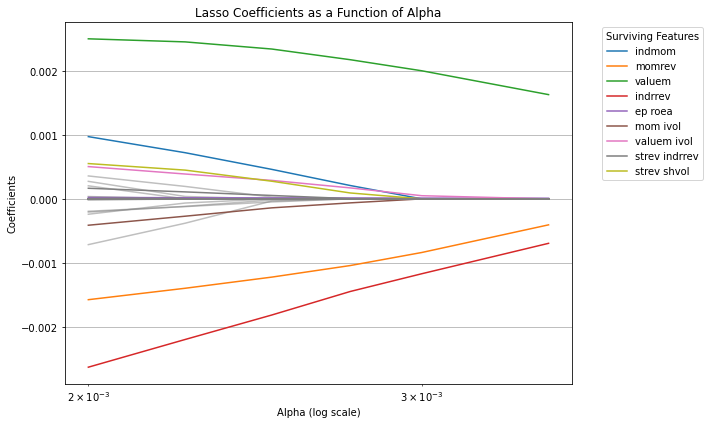 Lasso Coefficients as a Function of Alpha
Coefficients
0.002
0.001
0.000
−0.001
−0.002
2 × 10⁻³
3 × 10⁻³
Alpha (log scale)
Surviving Features
indmom
momrev
valuem
indrrev
ep roea
mom ivol
valuem ivol
strev indrrev
strev shvol